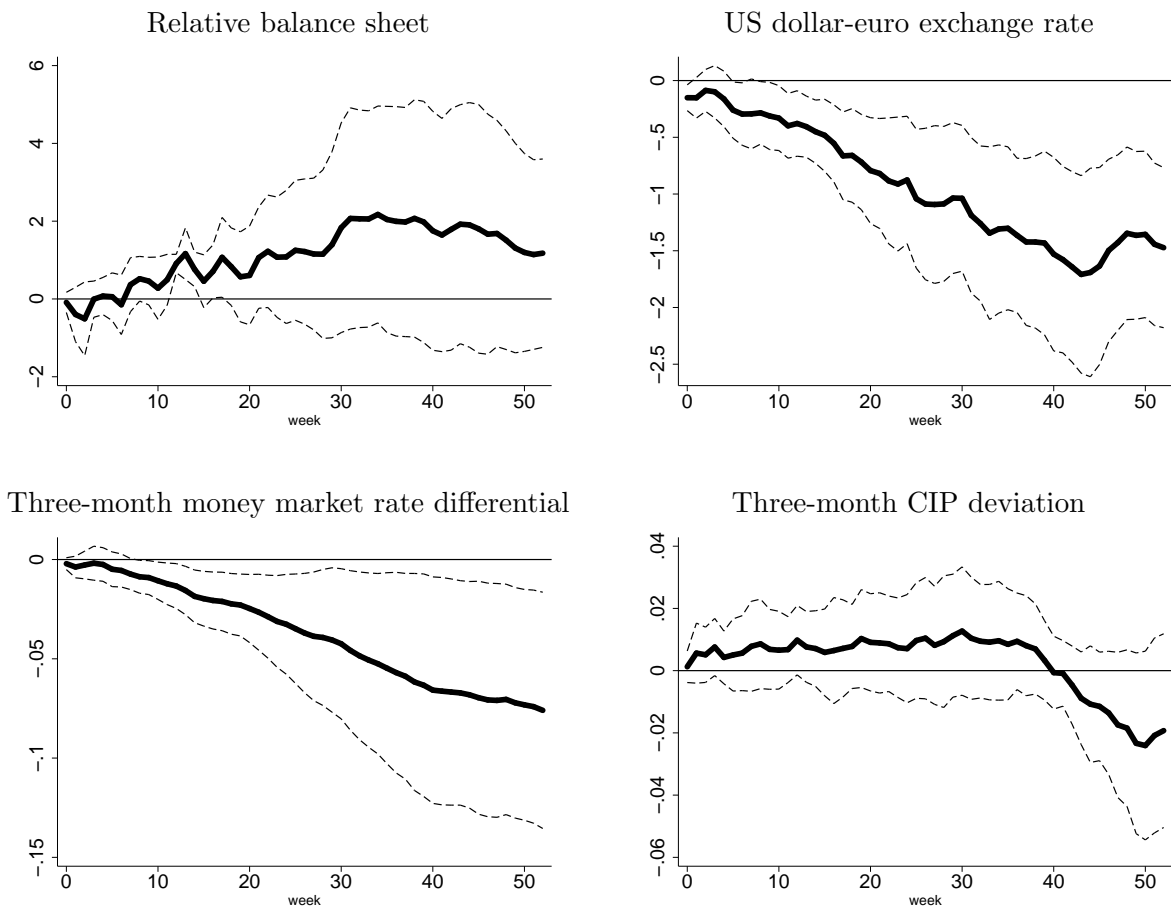 Relative balance sheet
6
4
2
0
−2
0 10 20 30 40 50
week
US dollar-euro exchange rate
0
−.5
−1
−1.5
−2
−2.5
0 10 20 30 40 50
week
Three-month money market rate differential
0
−.05
−.1
−.15
0 10 20 30 40 50
week
Three-month CIP deviation
.04
.02
0
−.02
−.04
−.06
0 10 20 30 40 50
week